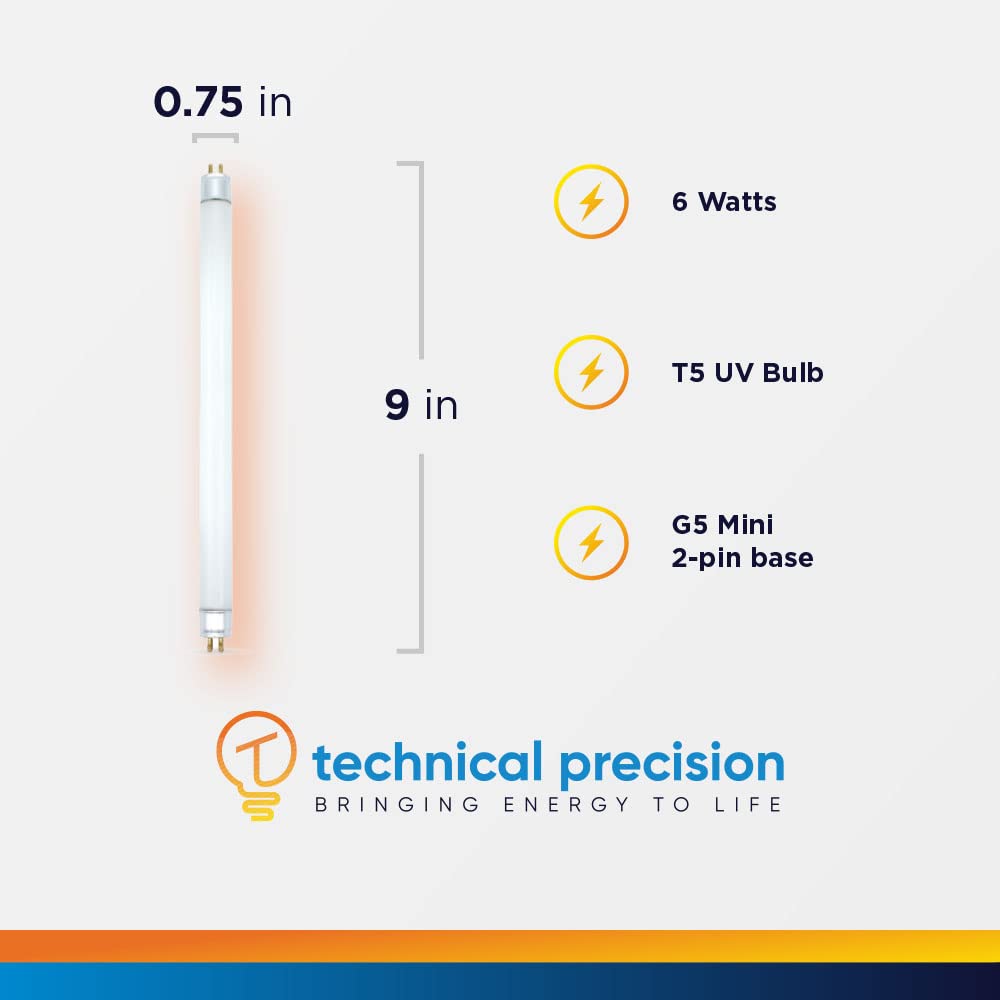 0.75 in
9 in
6 Watts
T5 UV Bulb
G5 Mini
2-pin base
technical precision
BRINGING ENERGY TO LIFE